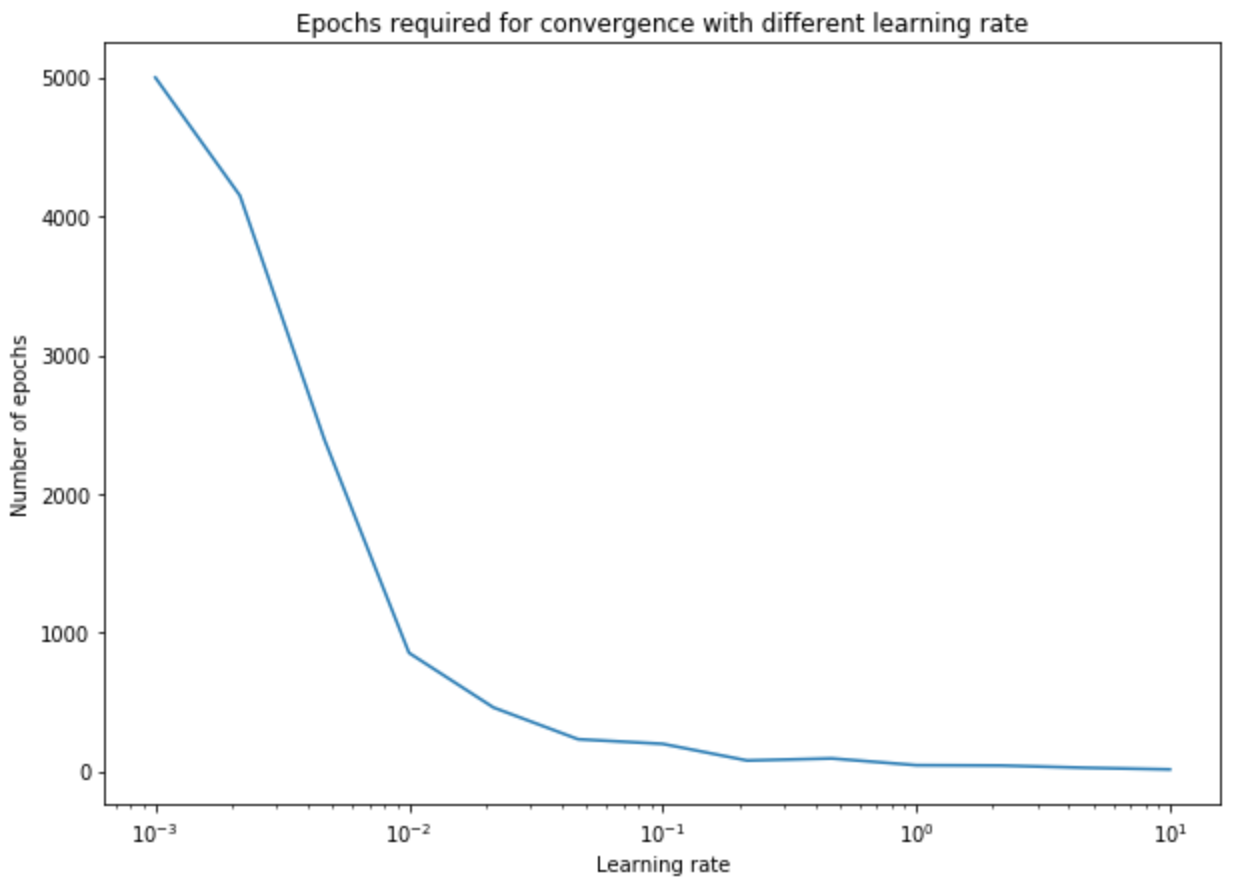 Epochs required for convergence with different learning rate
5000
4000
3000
2000
1000
0
Number of epochs
10⁻³ 10⁻² 10⁻¹ 10⁰ 10¹
Learning rate